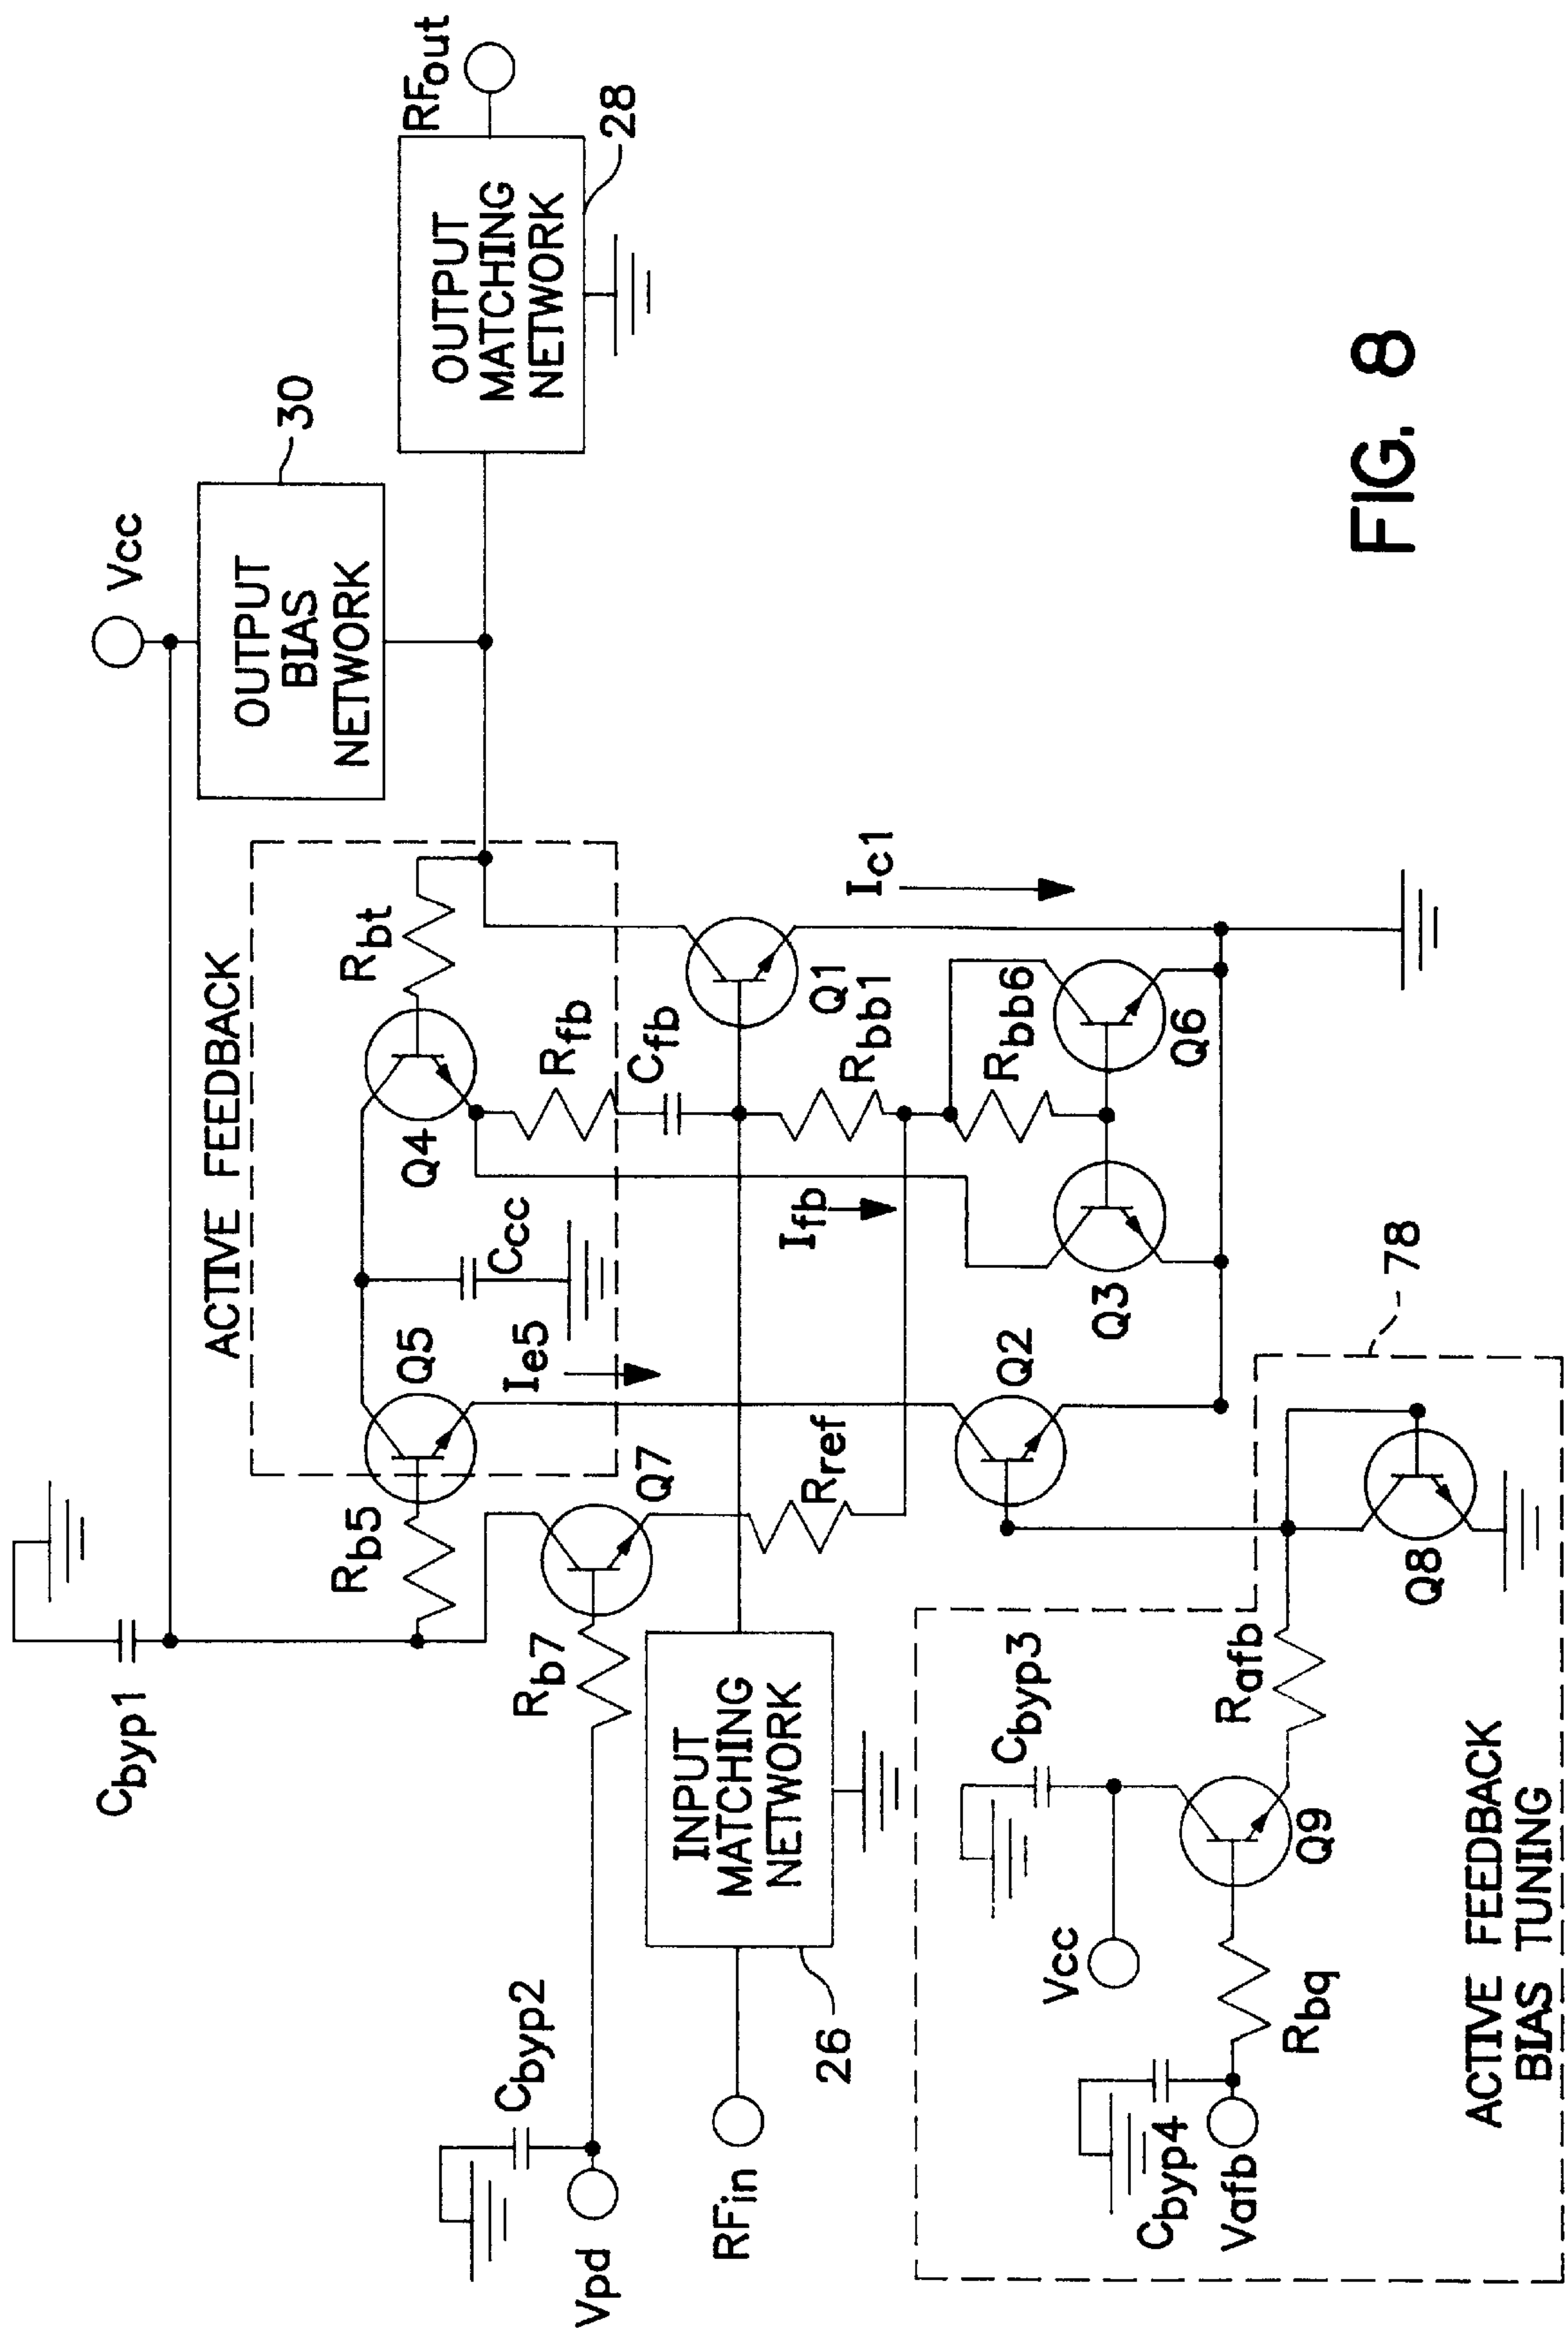 Vcc
30
OUTPUT
BIAS
NETWORK
RFout
OUTPUT
MATCHING
NETWORK
28
Cbyp1
ACTIVE FEEDBACK
Rb5
Q5
Ie5
Ccc
Q4
Rbt
Rfb
Cfb
Q7
Rb7
Rref
Ifb
Q1
Ic1
Rbb1
Rbb6
Q6
Q3
Q2
Cbyp2
Vpd
RFin
INPUT
MATCHING
NETWORK
26
78
Cbyp3
Vcc
Rafb
Q8
Q9
Rbq
Cbyp4
Vafb
ACTIVE FEEDBACK
BIAS TUNING
FIG. 8